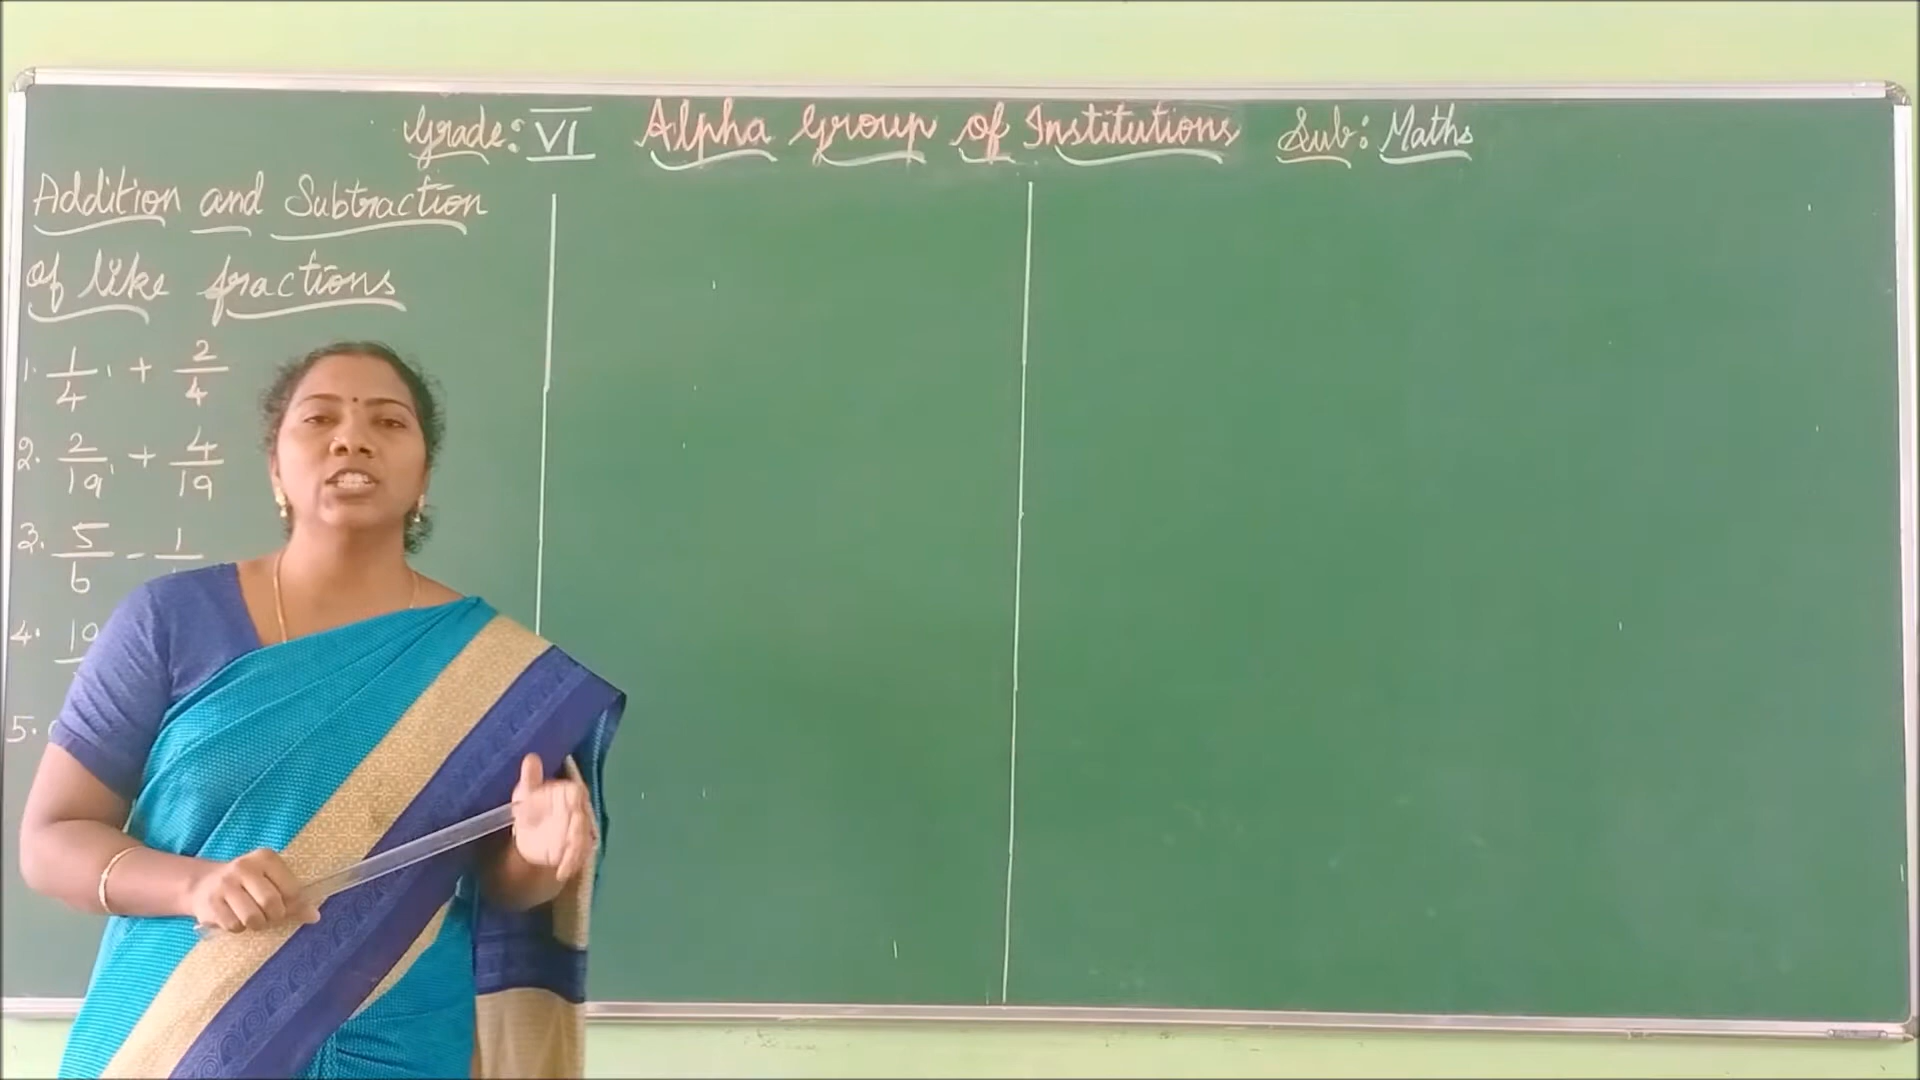 Grade: VI Alpha Group of Institutions Sub: Maths
Addition and Subtraction
of like fractions
1. 1/4 + 2/4
2. 2/19 + 4/19
3. 5/6 - 1
4. 19
5.